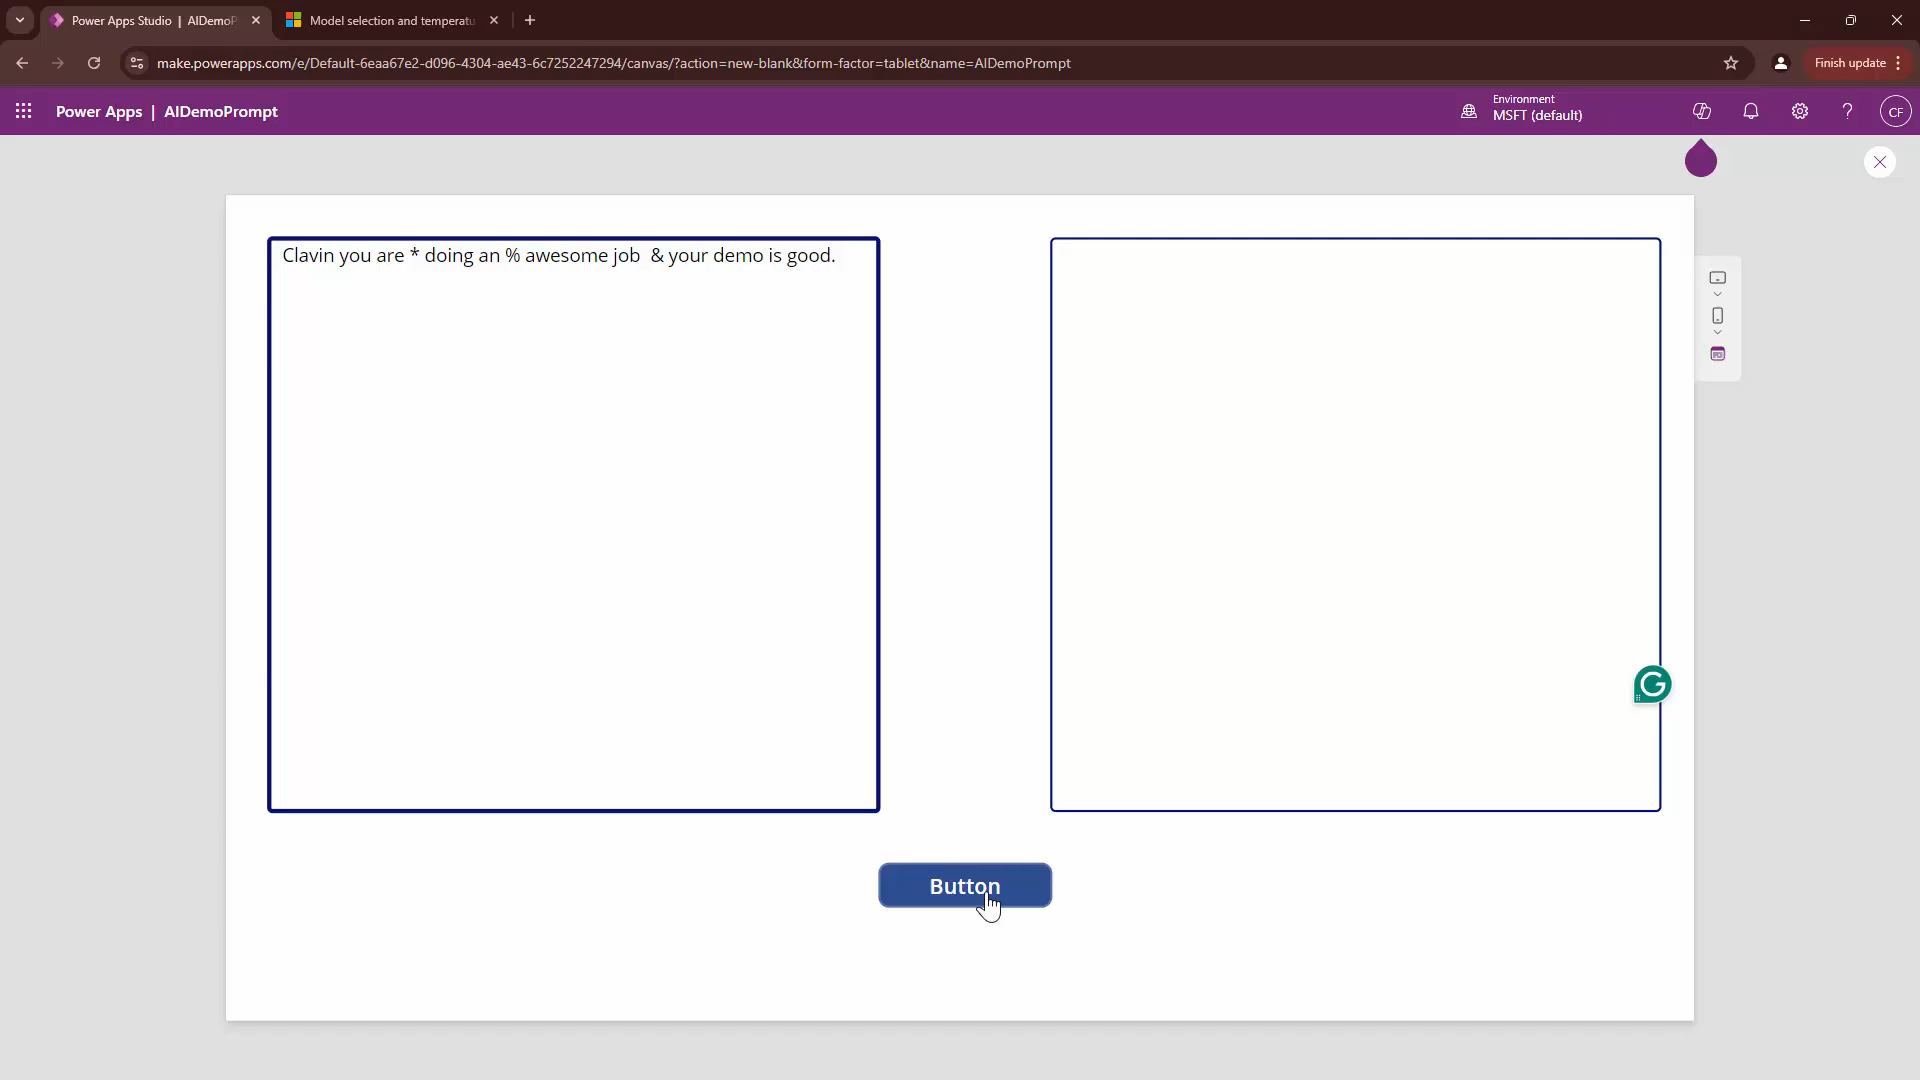 Power Apps Studio | AIDemoP
Model selection and temperatu
make.powerapps.com/e/Default-6eaa67e2-d096-4304-ae43-6c7252247294/canvas/?action=new-blank&form-factor=tablet&name=AIDemoPrompt
Finish update
Power Apps | AIDemoPrompt
Environment
MSFT (default)
CF
Clavin you are * doing an % awesome job  & your demo is good.
G
Button